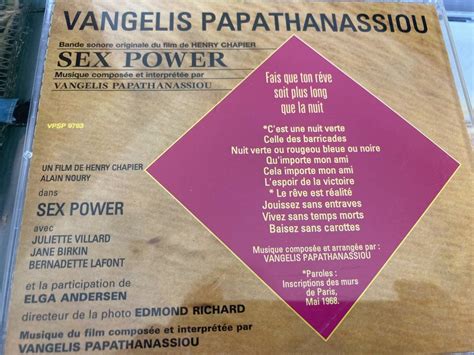 VANGELIS PAPATHANASSIOU
Bande sonore originale du film de HENRY CHAPIER
SEX POWER
Musique composée et interprétée par
VANGELIS PAPATHANASSIOU
VPSP 9793
UN FILM DE HENRY CHAPIER
ALAIN NOURY
dans
SEX POWER
avec
JULIETTE VILLARD
JANE BIRKIN
BERNADETTE LAFONT
et la participation de
ELGA ANDERSEN
directeur de la photo EDMOND RICHARD
Musique du film composée et interprétée par
VANGELIS PAPATHANASSIOU
Fais que ton rêve
soit plus long
que la nuit
*C'est une nuit verte
Celle des barricades
Nuit verte ou rougeou bleue ou noire
Qu'importe mon ami
Cela importe mon ami
L'espoir de la victoire
* Le rêve est réalité
Jouissez sans entraves
Vivez sans temps morts
Baisez sans carottes
Musique composée et arrangée par :
VANGELIS PAPATHANASSIOU
*Paroles :
Inscriptions des murs
de Paris,
Mai 1968.